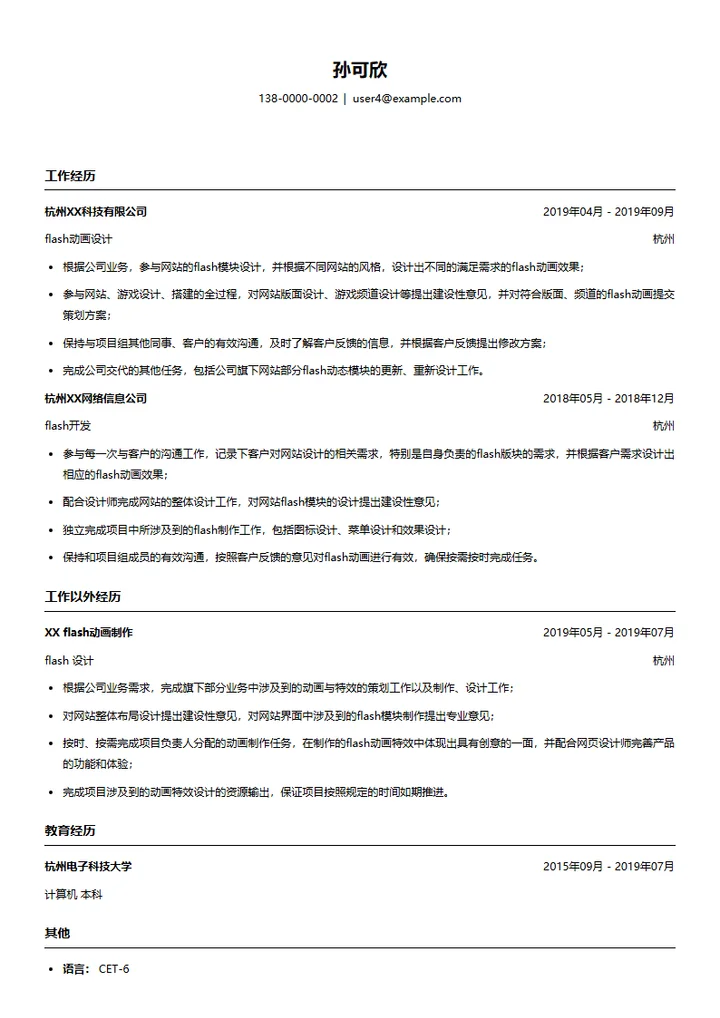 孙可欣
138-0000-0002 | user4@example.com
工作经历
杭州XX科技有限公司 2019年04月 - 2019年09月
flash动画设计 杭州
• 根据公司业务，参与网站的flash模块设计，并根据不同网站的风格，设计出不同的满足需求的flash动画效果；
• 参与网站、游戏设计、搭建的全过程，对网站版面设计、游戏频道设计等提出建设性意见，并对符合版面、频道的flash动画提交
策划方案；
• 保持与项目组其他同事、客户的有效沟通，及时了解客户反馈的信息，并根据客户反馈提出修改方案；
• 完成公司交代的其他任务，包括公司旗下网站部分flash动态模块的更新、重新设计工作。
杭州XX网络信息公司 2018年05月 - 2018年12月
flash开发 杭州
• 参与每一次与客户的沟通工作，记录下客户对网站设计的相关需求，特别是自身负责的flash版块的需求，并根据客户需求设计出
相应的flash动画效果；
• 配合设计师完成网站的整体设计工作，对网站flash模块的设计提出建设性意见；
• 独立完成项目中所涉及到的flash制作工作，包括图标设计、菜单设计和效果设计；
• 保持和项目组成员的有效沟通，按照客户反馈的意见对flash动画进行有效，确保按需按时完成任务。
工作以外经历
XX flash动画制作 2019年05月 - 2019年07月
flash 设计 杭州
• 根据公司业务需求，完成旗下部分业务中涉及到的动画与特效的策划工作以及制作、设计工作；
• 对网站整体布局设计提出建设性意见，对网站界面中涉及到的flash模块制作提出专业意见；
• 按时、按需完成项目负责人分配的动画制作任务，在制作的flash动画特效中体现出具有创意的一面，并配合网页设计师完善产品
的功能和体验；
• 完成项目涉及到的动画特效设计的资源输出，保证项目按照规定的时间如期推进。
教育经历
杭州电子科技大学 2015年09月 - 2019年07月
计算机 本科
其他
• 语言： CET-6